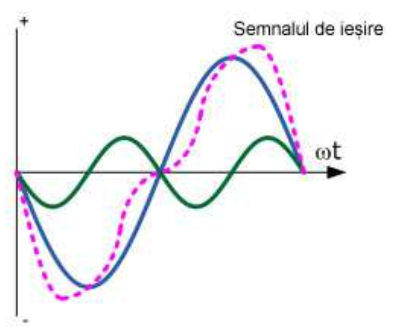 +
Semnalul de ieșire
ωt
-